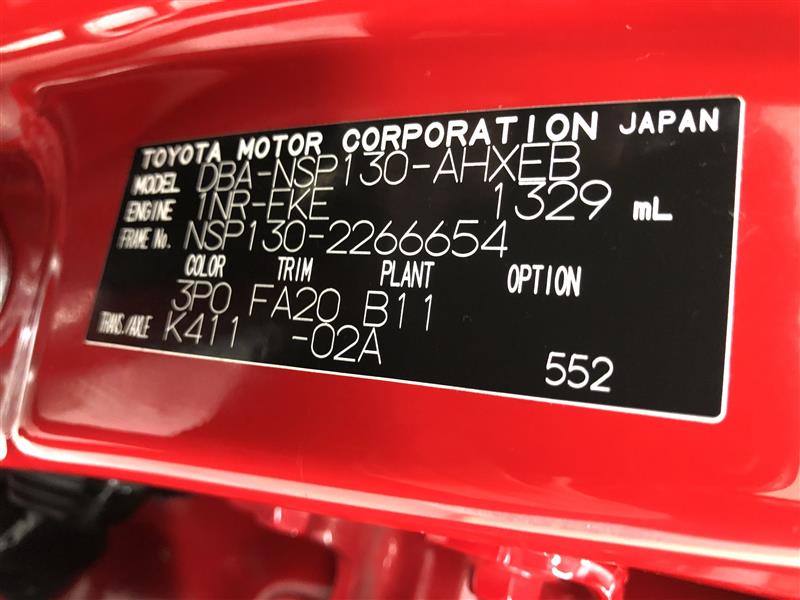 TOYOTA MOTOR CORPORATION JAPAN
MODEL DBA-NSP130-AHXEB
ENGINE 1NR-FKE 1329 mL
FRAME No. NSP130-2266654
COLOR TRIM PLANT OPTION
3P0 FA20 B11
TRANS./AXLE K411 -02A
552